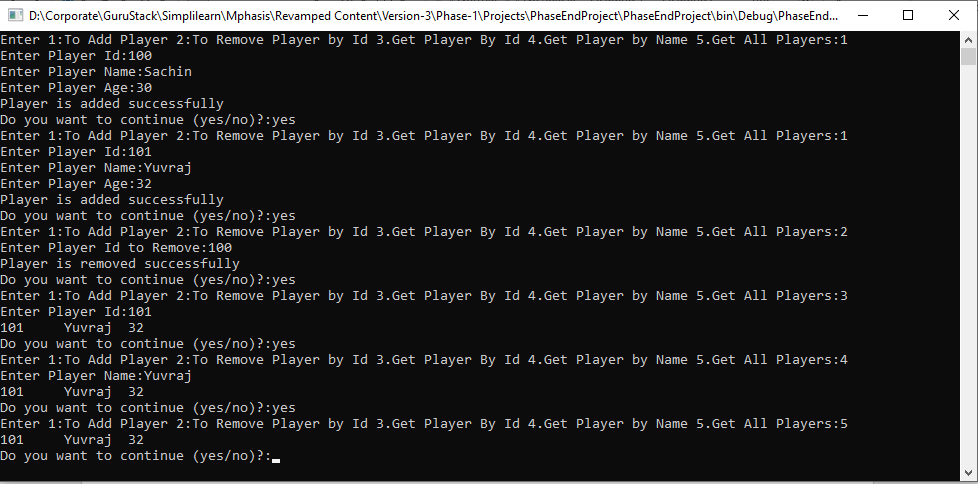 D:\Corporate\GuruStack\Simplilearn\Mphasis\Revamped Content\Version-3\Phase-1\Projects\PhaseEndProject\PhaseEndProject\bin\Debug\PhaseEnd...
Enter 1:To Add Player 2:To Remove Player by Id 3.Get Player By Id 4.Get Player by Name 5.Get All Players:1
Enter Player Id:100
Enter Player Name:Sachin
Enter Player Age:30
Player is added successfully
Do you want to continue (yes/no)?:yes
Enter 1:To Add Player 2:To Remove Player by Id 3.Get Player By Id 4.Get Player by Name 5.Get All Players:1
Enter Player Id:101
Enter Player Name:Yuvraj
Enter Player Age:32
Player is added successfully
Do you want to continue (yes/no)?:yes
Enter 1:To Add Player 2:To Remove Player by Id 3.Get Player By Id 4.Get Player by Name 5.Get All Players:2
Enter Player Id to Remove:100
Player is removed successfully
Do you want to continue (yes/no)?:yes
Enter 1:To Add Player 2:To Remove Player by Id 3.Get Player By Id 4.Get Player by Name 5.Get All Players:3
Enter Player Id:101
101     Yuvraj  32
Do you want to continue (yes/no)?:yes
Enter 1:To Add Player 2:To Remove Player by Id 3.Get Player By Id 4.Get Player by Name 5.Get All Players:4
Enter Player Name:Yuvraj
101     Yuvraj  32
Do you want to continue (yes/no)?:yes
Enter 1:To Add Player 2:To Remove Player by Id 3.Get Player By Id 4.Get Player by Name 5.Get All Players:5
101     Yuvraj  32
Do you want to continue (yes/no)?: